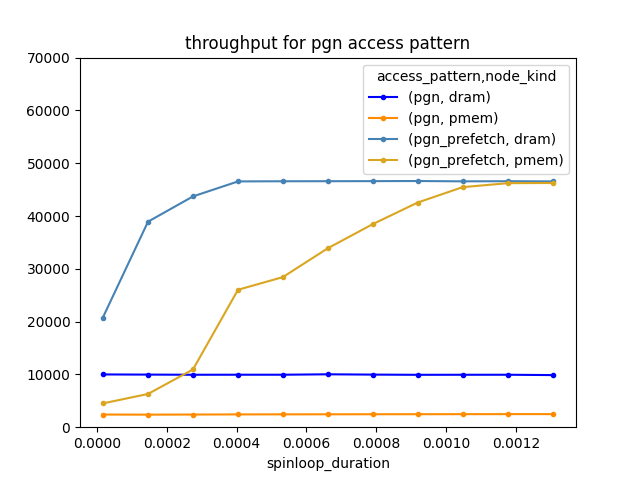 throughput for pgn access pattern
70000
60000
50000
40000
30000
20000
10000
0
access_pattern,node_kind
(pgn, dram)
(pgn, pmem)
(pgn_prefetch, dram)
(pgn_prefetch, pmem)
0.0000 0.0002 0.0004 0.0006 0.0008 0.0010 0.0012
spinloop_duration